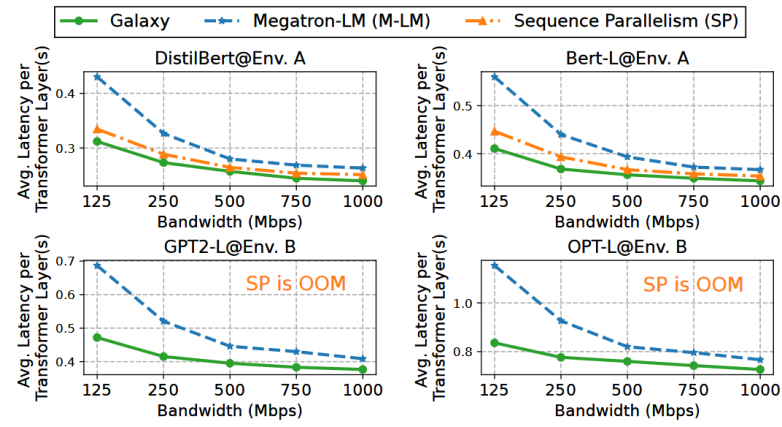 Galaxy Megatron-LM (M-LM) Sequence Parallelism (SP)
DistilBert@Env. A
Avg. Latency per
Transformer Layer(s)
0.4
0.3
125 250 500 750 1000
Bandwidth (Mbps)
Bert-L@Env. A
Avg. Latency per
Transformer Layer(s)
0.5
0.4
125 250 500 750 1000
Bandwidth (Mbps)
GPT2-L@Env. B
Avg. Latency per
Transformer Layer(s)
0.7
0.6
0.5
0.4
SP is OOM
125 250 500 750 1000
Bandwidth (Mbps)
OPT-L@Env. B
Avg. Latency per
Transformer Layer(s)
1.0
0.8
SP is OOM
125 250 500 750 1000
Bandwidth (Mbps)